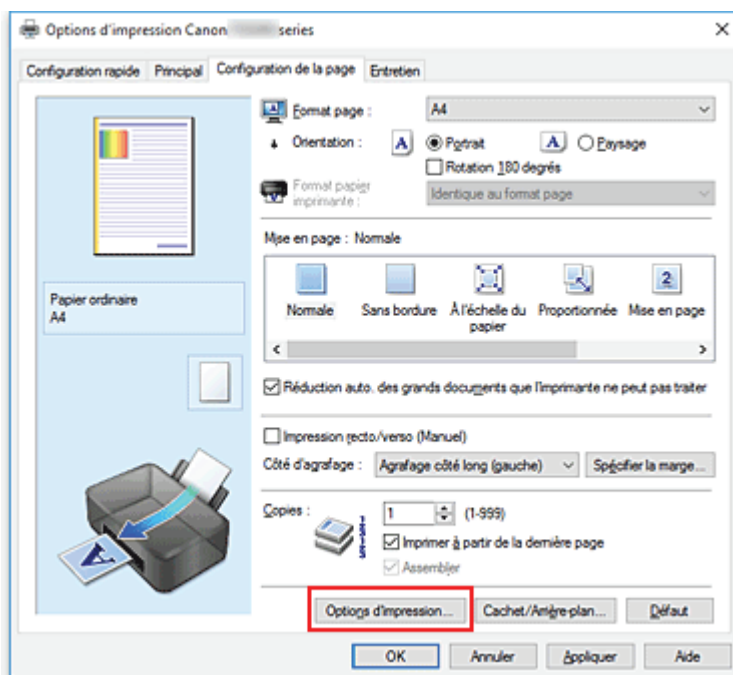 Options d'impression Canon series
Configuration rapide Principal Configuration de la page Entretien
Format page : A4
Orientation : A Portrait A Paysage
Rotation 180 degrés
Format papier
imprimante : Identique au format page
Mise en page : Normale
2
Normale Sans bordure À l'échelle du Proportionnée Mise en page
papier
Papier ordinaire
A4
Réduction auto. des grands documents que l'imprimante ne peut pas traiter
Impression recto/verso (Manuel)
Côté d'agrafage : Agrafage côté long (gauche) Spécifier la marge...
Copies : 1 (1-999)
Imprimer à partir de la dernière page
Assembler
A
Options d'impression... Cachet/Arrière-plan... Défaut
OK Annuler Appliquer Aide